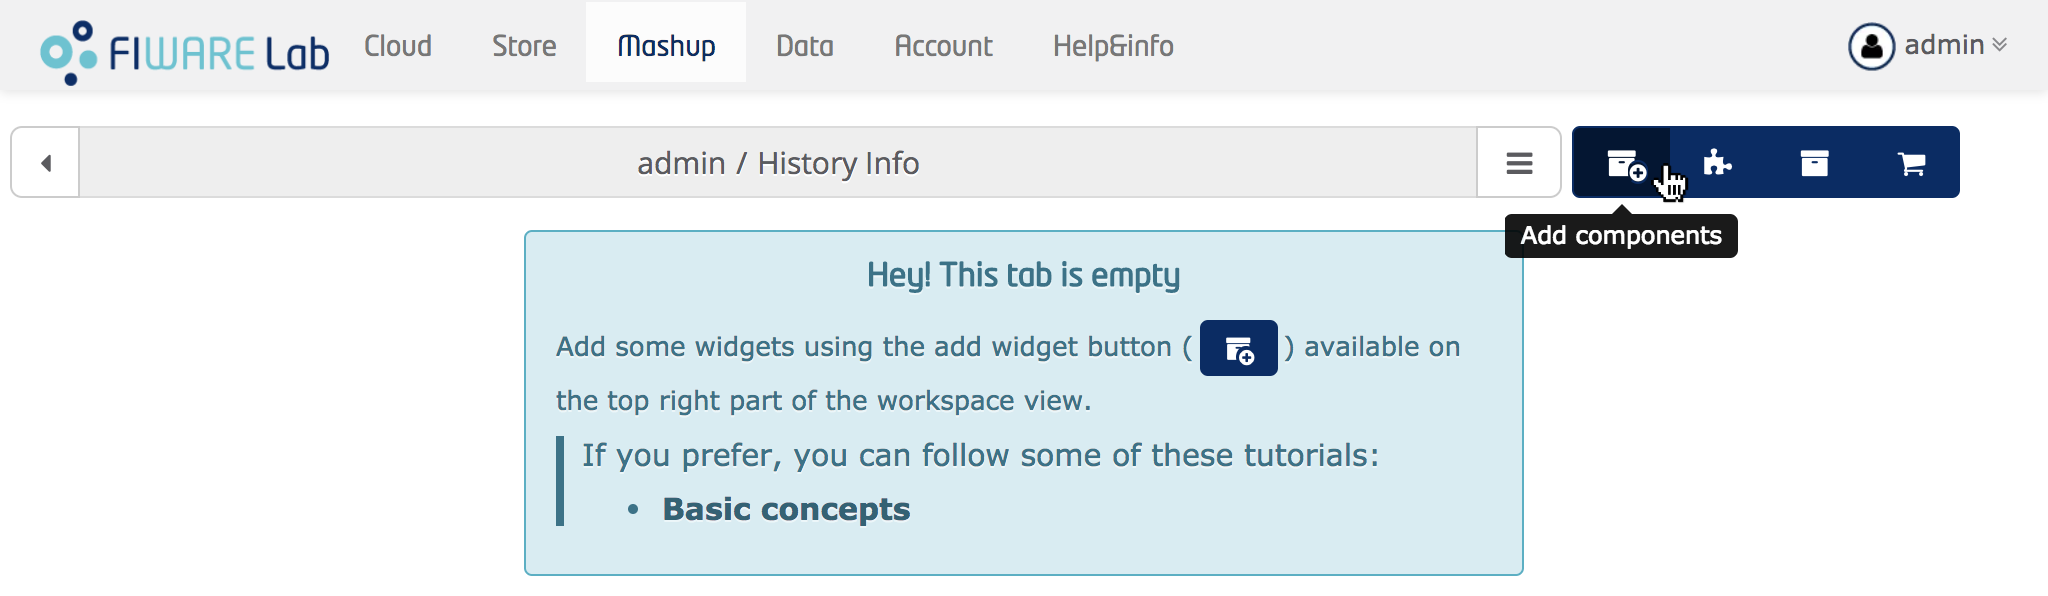 FIWARE Lab Cloud Store Mashup Data Account Help&info admin
admin / History Info
Add components
Hey! This tab is empty
Add some widgets using the add widget button ( ) available on
the top right part of the workspace view.
If you prefer, you can follow some of these tutorials:
• Basic concepts